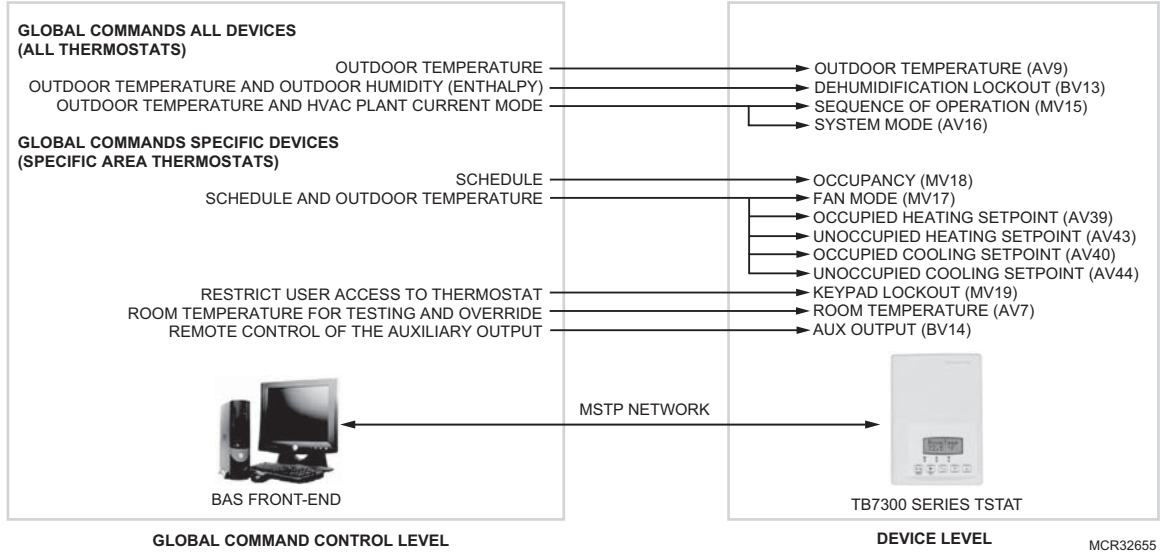 GLOBAL COMMANDS ALL DEVICES
(ALL THERMOSTATS)
OUTDOOR TEMPERATURE
OUTDOOR TEMPERATURE AND OUTDOOR HUMIDITY (ENTHALPY)
OUTDOOR TEMPERATURE AND HVAC PLANT CURRENT MODE
OUTDOOR TEMPERATURE (AV9)
DEHUMIDIFICATION LOCKOUT (BV13)
SEQUENCE OF OPERATION (MV15)
SYSTEM MODE (AV16)
GLOBAL COMMANDS SPECIFIC DEVICES
(SPECIFIC AREA THERMOSTATS)
SCHEDULE
SCHEDULE AND OUTDOOR TEMPERATURE
OCCUPANCY (MV18)
FAN MODE (MV17)
OCCUPIED HEATING SETPOINT (AV39)
UNOCCUPIED HEATING SETPOINT (AV43)
OCCUPIED COOLING SETPOINT (AV40)
UNOCCUPIED COOLING SETPOINT (AV44)
RESTRICT USER ACCESS TO THERMOSTAT
ROOM TEMPERATURE FOR TESTING AND OVERRIDE
REMOTE CONTROL OF THE AUXILIARY OUTPUT
KEYPAD LOCKOUT (MV19)
ROOM TEMPERATURE (AV7)
AUX OUTPUT (BV14)
MSTP NETWORK
BAS FRONT-END
TB7300 SERIES TSTAT
GLOBAL COMMAND CONTROL LEVEL
DEVICE LEVEL
MCR32655